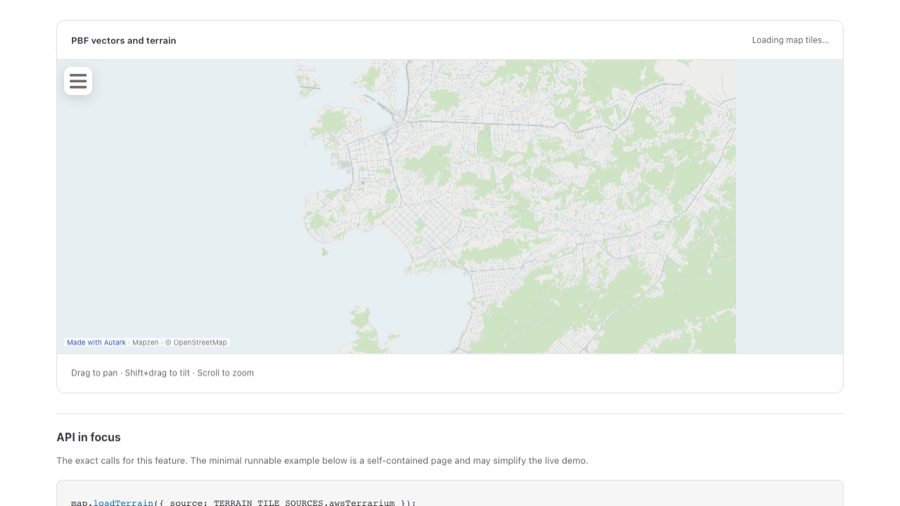 PBF vectors and terrain
Loading map tiles...
Made with Autark · Mapzen · © OpenStreetMap
Drag to pan · Shift+drag to tilt · Scroll to zoom
API in focus
The exact calls for this feature. The minimal runnable example below is a self-contained page and may simplify the live demo.
map.loadTerrain({ source: TERRAIN_TILE_SOURCES.awsTerrarium });